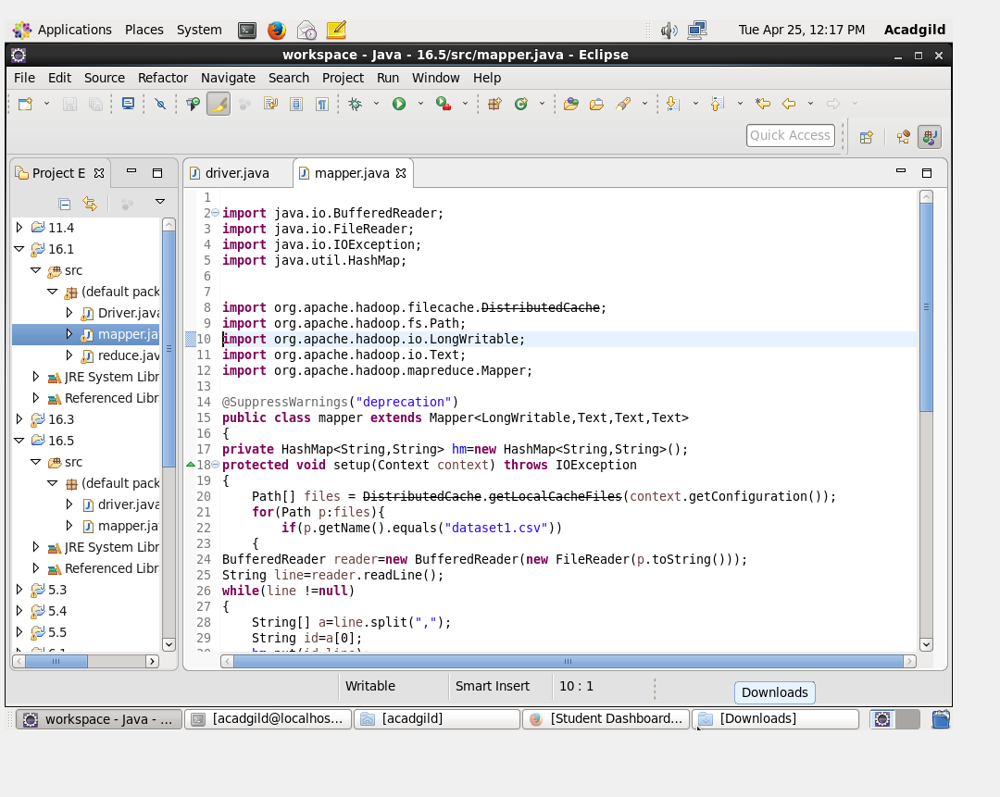 Applications Places System Tue Apr 25, 12:17 PM Acadgild
workspace - Java - 16.5/src/mapper.java - Eclipse
File Edit Source Refactor Navigate Search Project Run Window Help
Quick Access
Project E
11.4
16.1
src
(default pack
Driver.java
mapper.ja
reduce.jav
JRE System Libr
Referenced Libr
16.3
16.5
src
(default pack
driver.java
mapper.ja
JRE System Libr
Referenced Libr
5.3
5.4
5.5
driver.java mapper.java
1
2 import java.io.BufferedReader;
3 import java.io.FileReader;
4 import java.io.IOException;
5 import java.util.HashMap;
6
7
8 import org.apache.hadoop.filecache.DistributedCache;
9 import org.apache.hadoop.fs.Path;
10 import org.apache.hadoop.io.LongWritable;
11 import org.apache.hadoop.io.Text;
12 import org.apache.hadoop.mapreduce.Mapper;
13
14 @SuppressWarnings("deprecation")
15 public class mapper extends Mapper<LongWritable,Text,Text,Text>
16 {
17 private HashMap<String,String> hm=new HashMap<String,String>();
18 protected void setup(Context context) throws IOException
19 {
20 Path[] files = DistributedCache.getLocalCacheFiles(context.getConfiguration());
21 for(Path p:files){
22 if(p.getName().equals("dataset1.csv"))
23 {
24 BufferedReader reader=new BufferedReader(new FileReader(p.toString()));
25 String line=reader.readLine();
26 while(line !=null)
27 {
28 String[] a=line.split(",");
29 String id=a[0];
Writable Smart Insert 10 : 1
Downloads
workspace - Java - ... [acadgild@localhos... [acadgild] [Student Dashboard... [Downloads]